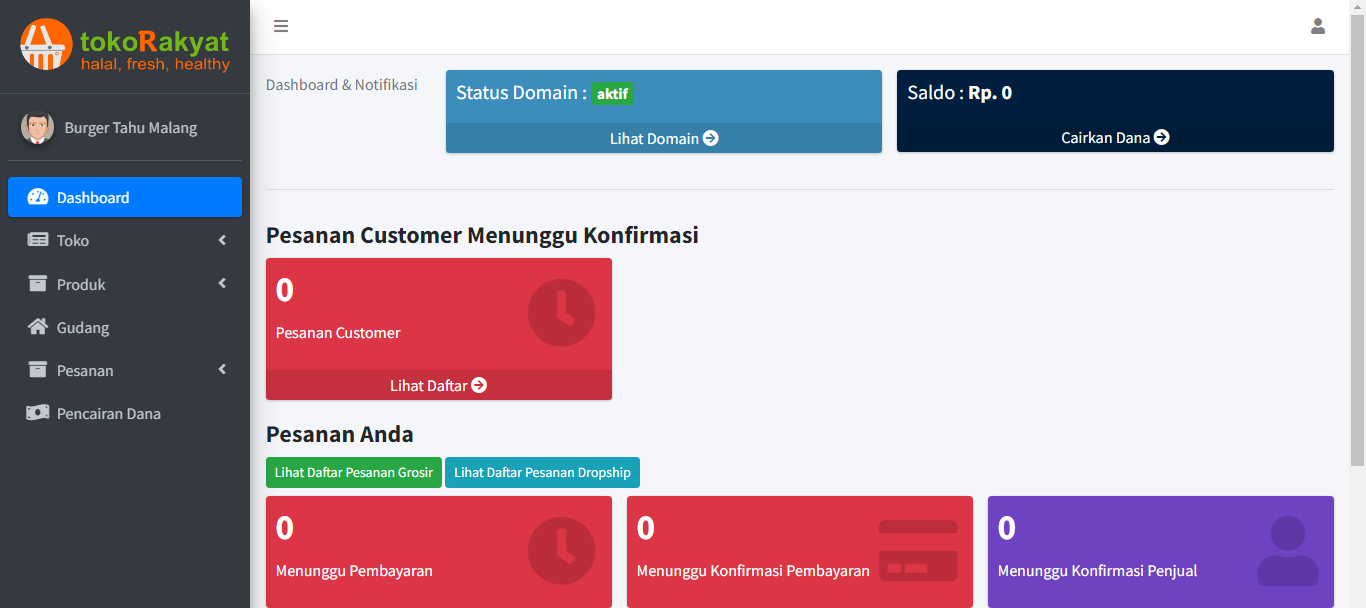 tokoRakyat
halal, fresh, healthy
Burger Tahu Malang
Dashboard
Toko
Produk
Gudang
Pesanan
Pencairan Dana
Dashboard & Notifikasi
Status Domain : aktif
Lihat Domain
Saldo : Rp. 0
Cairkan Dana
Pesanan Customer Menunggu Konfirmasi
0
Pesanan Customer
Lihat Daftar
Pesanan Anda
Lihat Daftar Pesanan Grosir
Lihat Daftar Pesanan Dropship
0
Menunggu Pembayaran
0
Menunggu Konfirmasi Pembayaran
0
Menunggu Konfirmasi Penjual